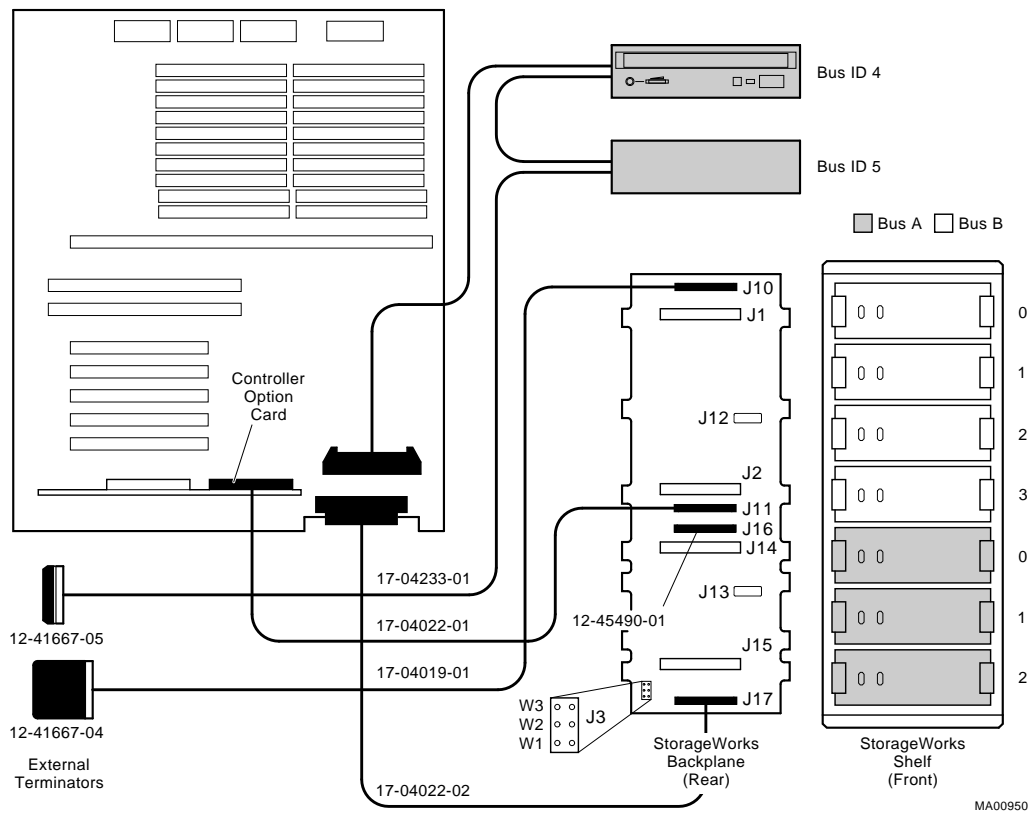 Bus ID 4
Bus ID 5
Bus A
Bus B
J10
J1
J12
J2
J11
J16
J14
J13
J15
J17
0
1
2
3
0
1
2
Controller
Option
Card
17-04233-01
12-41667-05
17-04022-01
12-45490-01
17-04019-01
12-41667-04
W3
W2
W1
J3
External
Terminators
StorageWorks
Backplane
(Rear)
StorageWorks
Shelf
(Front)
17-04022-02
MA00950